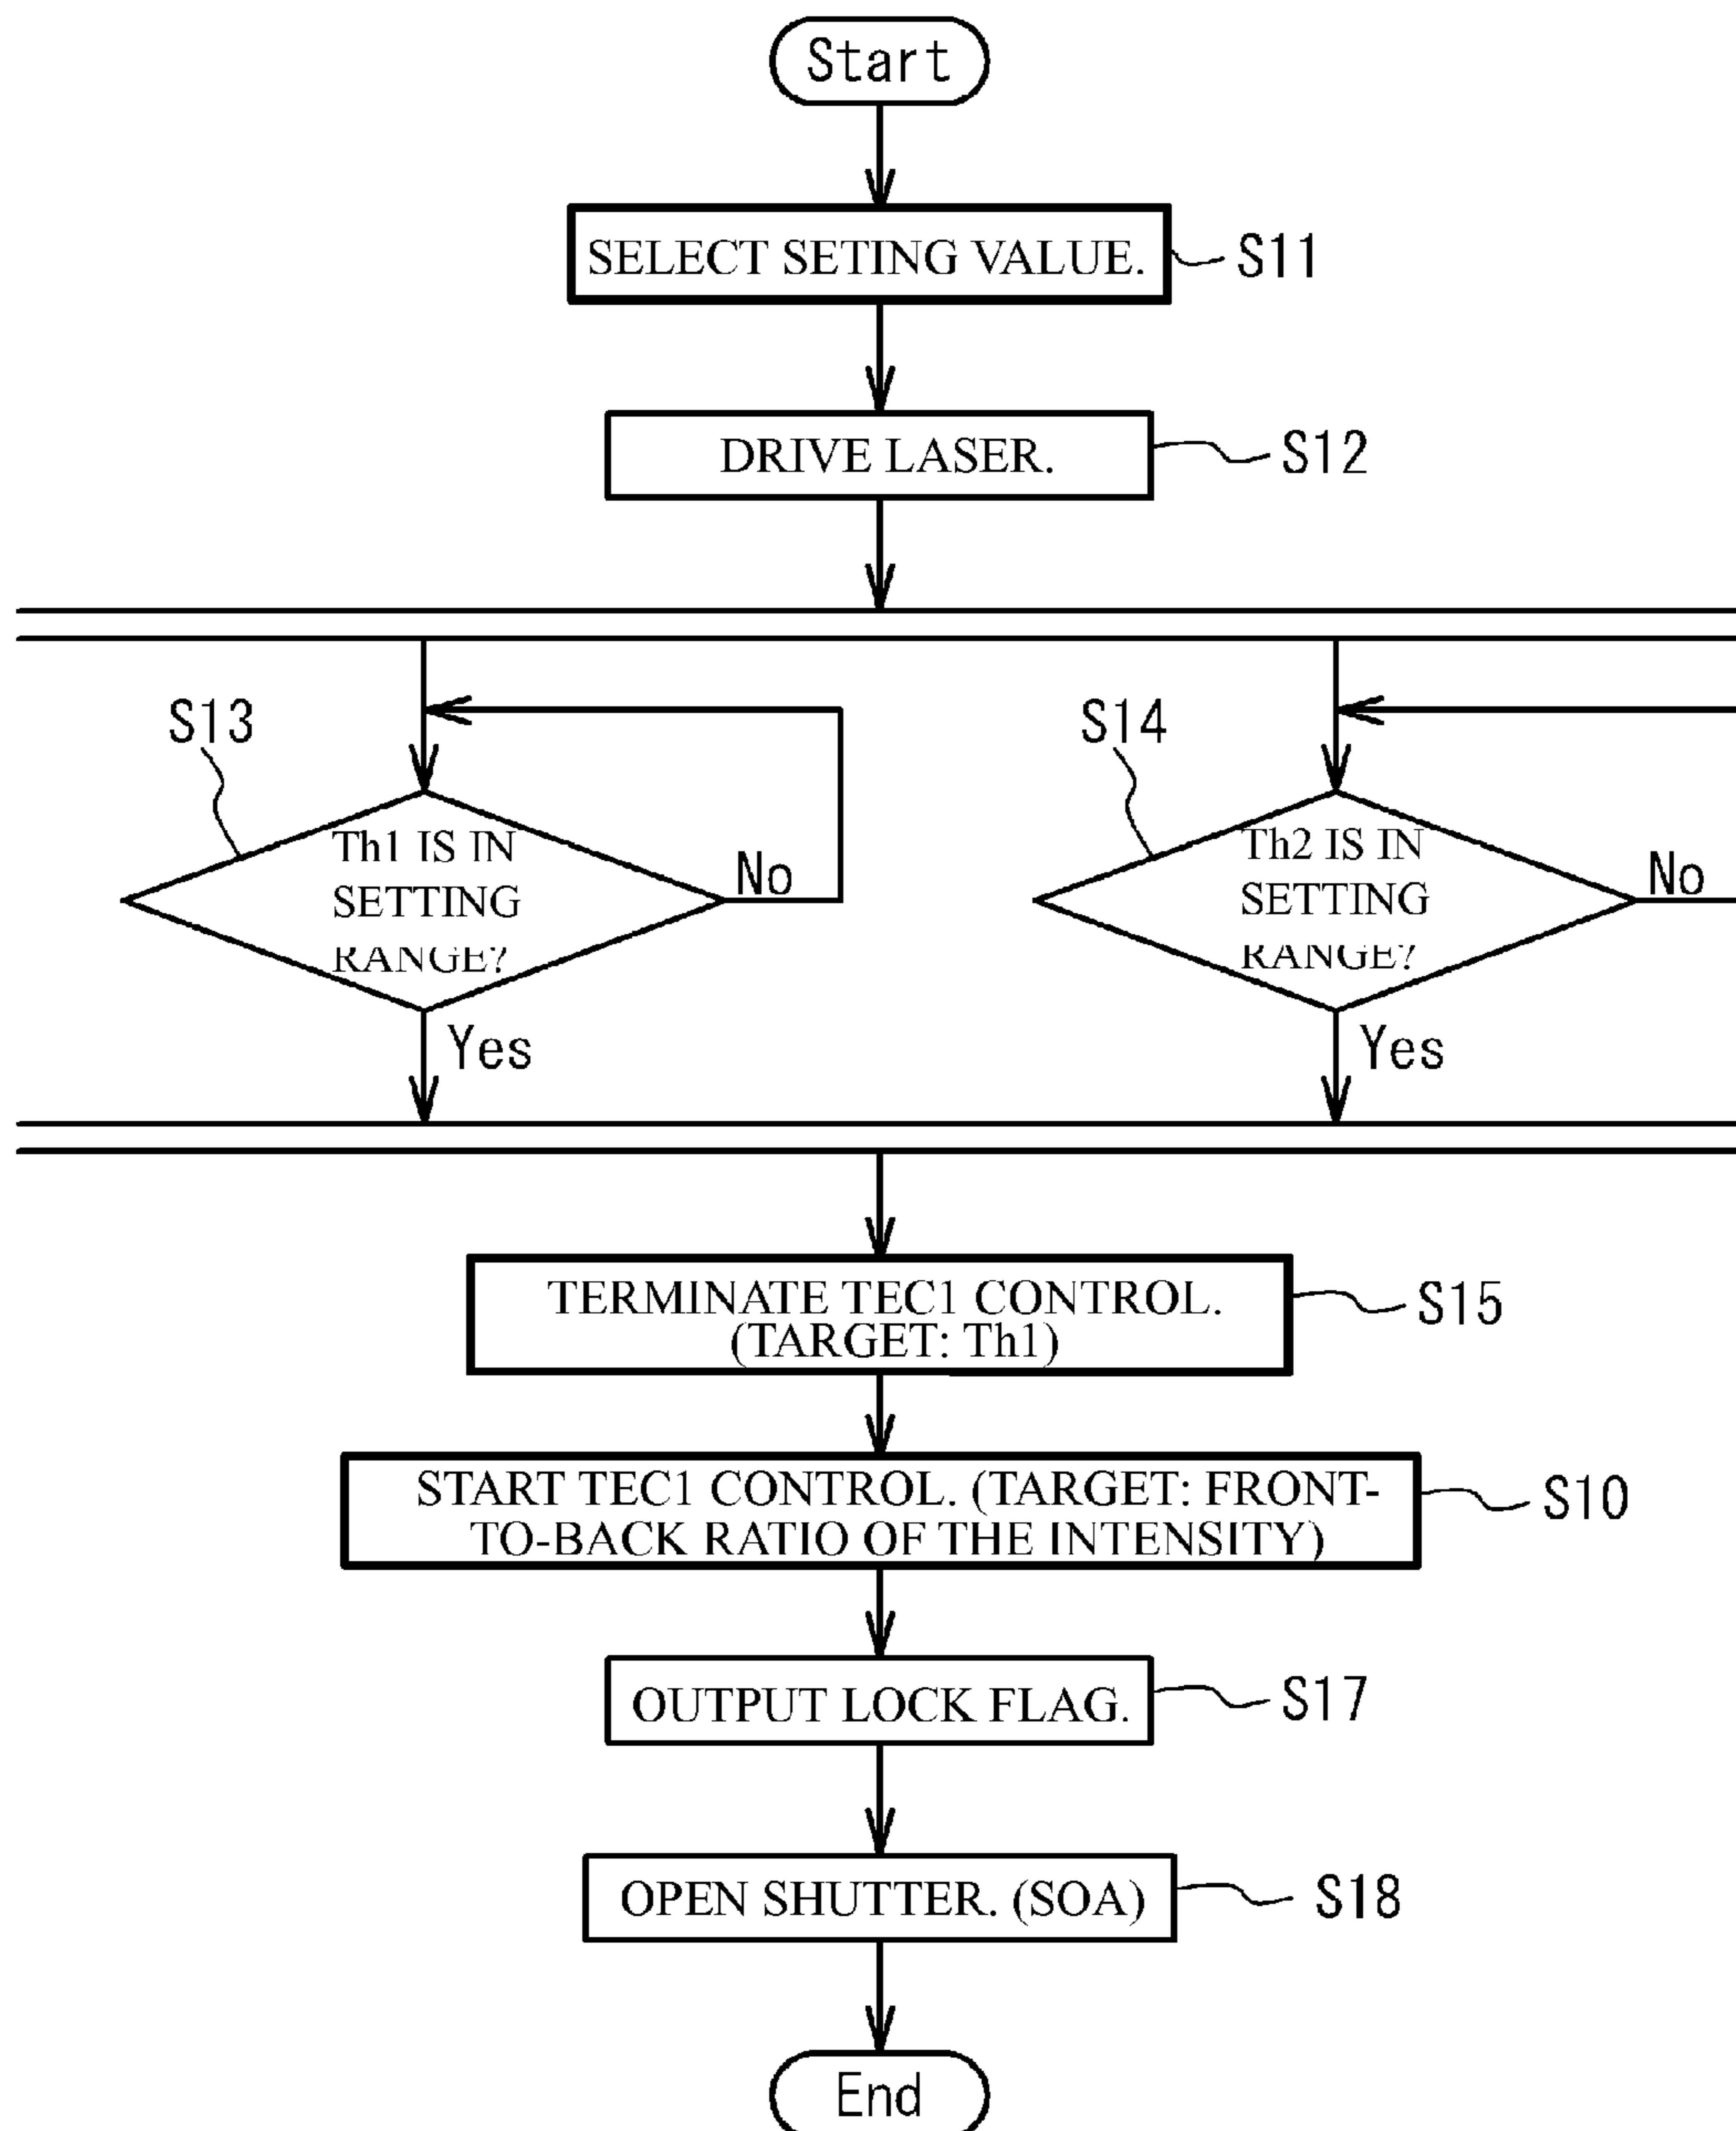 Start
SELECT SETING VALUE.
S11
DRIVE LASER.
S12
S13
Th1 IS IN
SETTING
RANGE?
No
Yes
S14
Th2 IS IN
SETTING
RANGE?
No
Yes
TERMINATE TEC1 CONTROL.
(TARGET: Th1)
S15
START TEC1 CONTROL. (TARGET: FRONT-
TO-BACK RATIO OF THE INTENSITY)
S10
OUTPUT LOCK FLAG.
S17
OPEN SHUTTER. (SOA)
S18
End